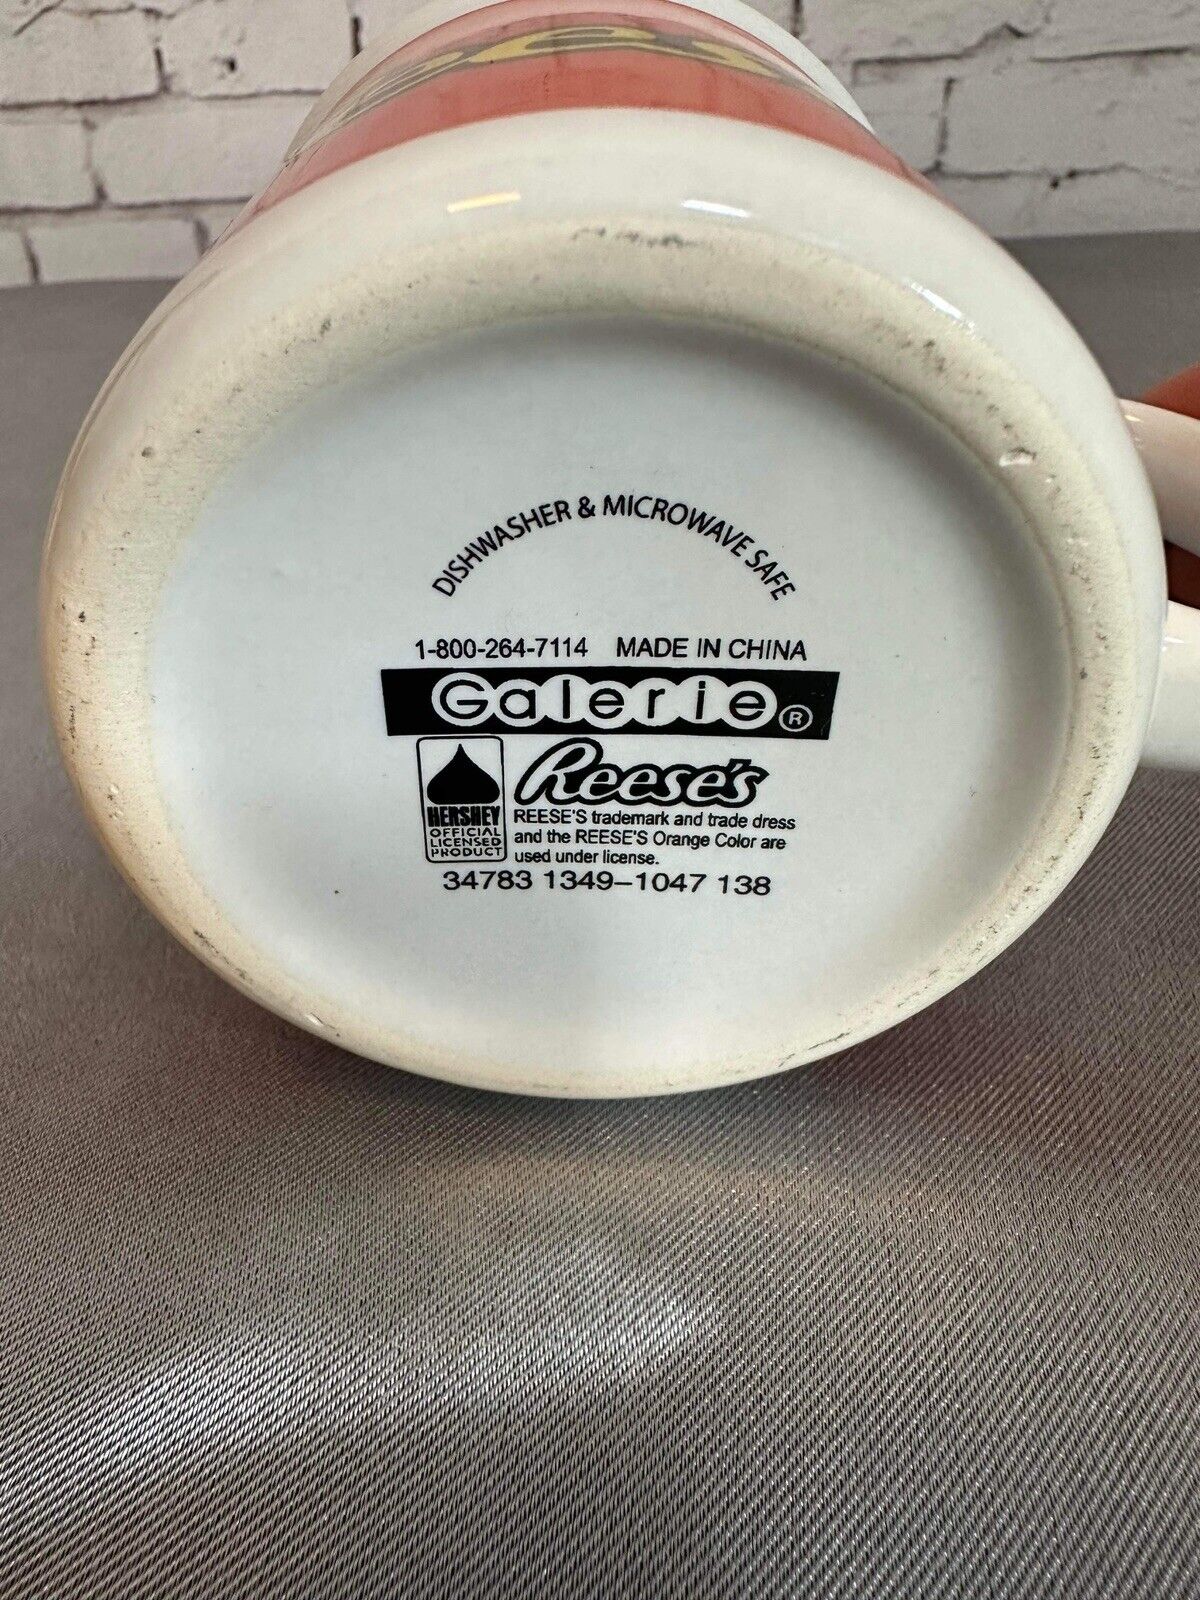 DISHWASHER & MICROWAVE SAFE
1-800-264-7114 MADE IN CHINA
Galerie®
Reese's
HERSHEY
OFFICIAL
LICENSED
PRODUCT
REESE'S trademark and trade dress
and the REESE'S Orange Color are
used under license.
34783 1349-1047 138